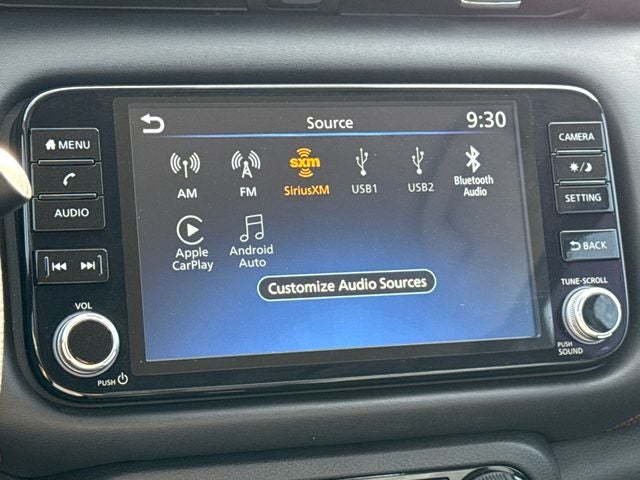 Source
9:30
MENU
AUDIO
VOL
PUSH
AM
FM
sxm
SiriusXM
USB1
USB2
Bluetooth
Audio
Apple
CarPlay
Android
Auto
Customize Audio Sources
CAMERA
SETTING
BACK
TUNE·SCROLL
PUSH
SOUND